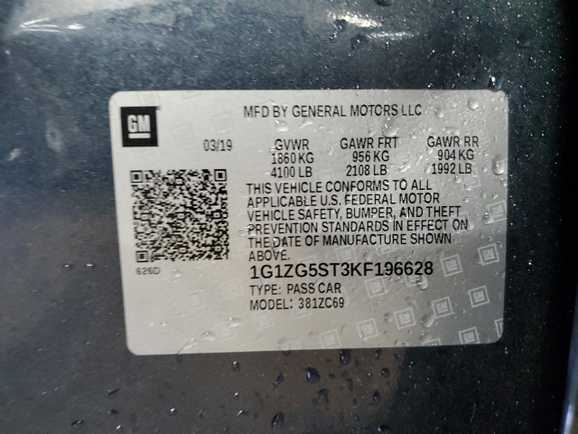 GM
MFD BY GENERAL MOTORS LLC
03/19 GVWR GAWR FRT GAWR RR
1860 KG 956 KG 904 KG
4100 LB 2108 LB 1992 LB
THIS VEHICLE CONFORMS TO ALL
APPLICABLE U.S. FEDERAL MOTOR
VEHICLE SAFETY, BUMPER, AND THEFT
PREVENTION STANDARDS IN EFFECT ON
THE DATE OF MANUFACTURE SHOWN
ABOVE.
626D
1G1ZG5ST3KF196628
TYPE: PASS CAR
MODEL: 381ZC69